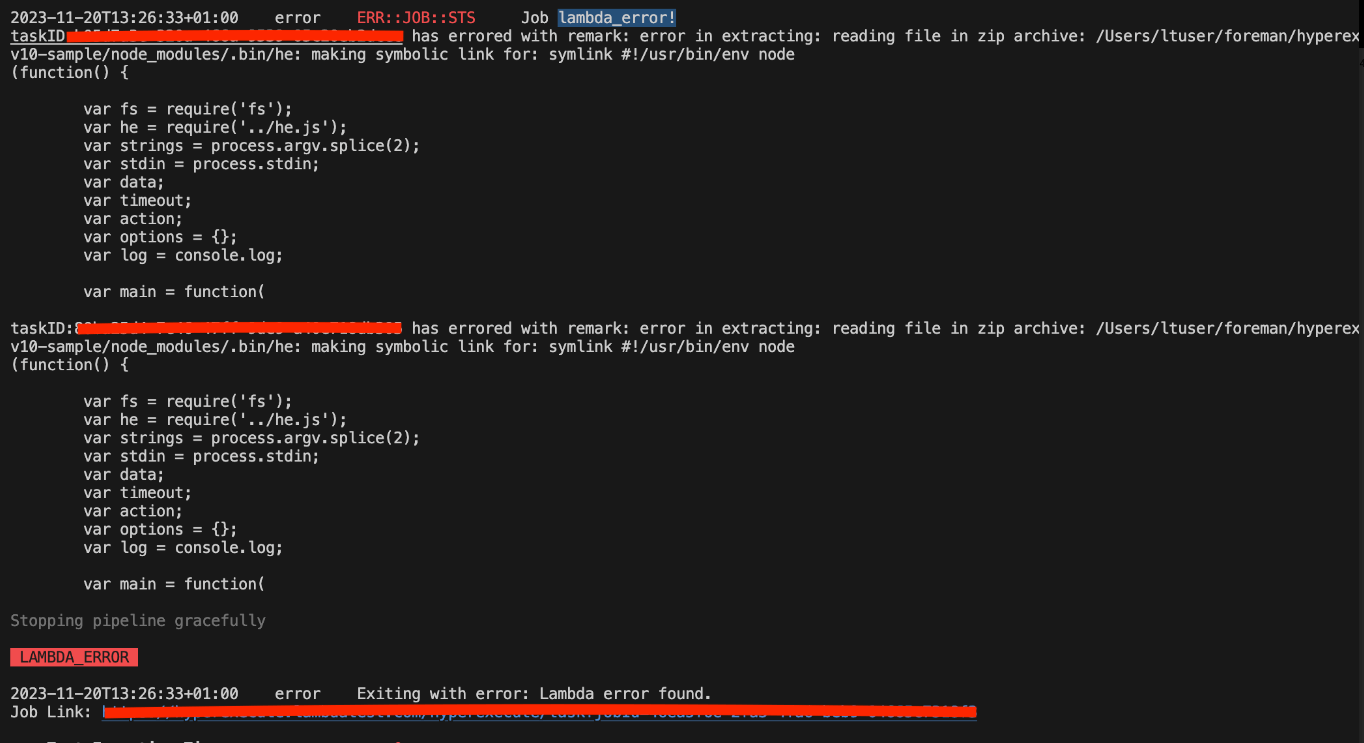 2023-11-20T13:26:33+01:00    error    ERR::JOB::STS     Job lambda_error!
taskID: has errored with remark: error in extracting: reading file in zip archive: /Users/ltuser/foreman/hyperex
v10-sample/node_modules/.bin/he: making symbolic link for: symlink #!/usr/bin/env node
(function() {
        var fs = require('fs');
        var he = require('../he.js');
        var strings = process.argv.splice(2);
        var stdin = process.stdin;
        var data;
        var timeout;
        var action;
        var options = {};
        var log = console.log;
        var main = function(
taskID: has errored with remark: error in extracting: reading file in zip archive: /Users/ltuser/foreman/hyperex
v10-sample/node_modules/.bin/he: making symbolic link for: symlink #!/usr/bin/env node
(function() {
        var fs = require('fs');
        var he = require('../he.js');
        var strings = process.argv.splice(2);
        var stdin = process.stdin;
        var data;
        var timeout;
        var action;
        var options = {};
        var log = console.log;
        var main = function(
Stopping pipeline gracefully
LAMBDA_ERROR
2023-11-20T13:26:33+01:00    error    Exiting with error: Lambda error found.
Job Link: